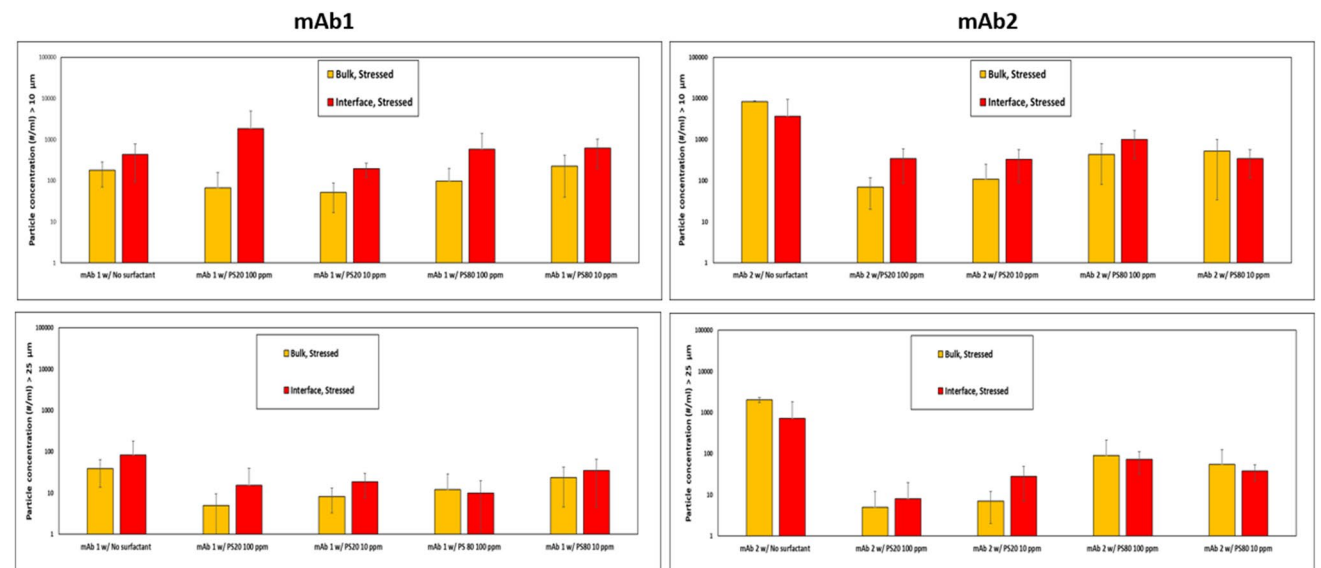 mAb1
mAb2
Particle concentration (#/ml) > 10 µm
100000
10000
1000
100
10
1
Bulk, Stressed
Interface, Stressed
mAb 1 w/ No surfactant
mAb 1 w/ PS20 100 ppm
mAb 1 w/ PS20 10 ppm
mAb 1 w/ PS80 100 ppm
mAb 1 w/ PS80 10 ppm
Particle concentration (#/ml) > 10 µm
100000
10000
1000
100
10
1
Bulk, Stressed
Interface, Stressed
mAb 2 w/ No surfactant
mAb 2 w/PS20 100 ppm
mAb 2 w/ PS20 10 ppm
mAb 2 w/ PS80 100 ppm
mAb 2 w/ PS80 10 ppm
Particle concentration (#/ml) > 25 µm
100000
10000
1000
100
10
1
Bulk, Stressed
Interface, Stressed
mAb 1 w/ No surfactant
mAb 1 w/PS20 100 ppm
mAb 1 w/PS20 10 ppm
mAb 1 w/ PS 80 100 ppm
mAb 1 w/ PS80 10 ppm
Particle concentration (#/ml) > 25 µm
100000
10000
1000
100
10
1
Bulk, Stressed
Interface, Stressed
mAb 2 w/ No surfactant
mAb 2 w/ PS20 100 ppm
mAb 2 w/ PS20 10 ppm
mAb 2 w/ PS80 100 ppm
mAb 2 w/ PS80 10 ppm